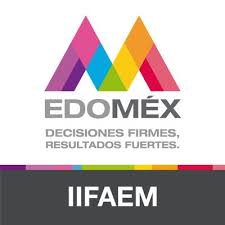 EDOMÉX
DECISIONES FIRMES,
RESULTADOS FUERTES.
IIFAEM